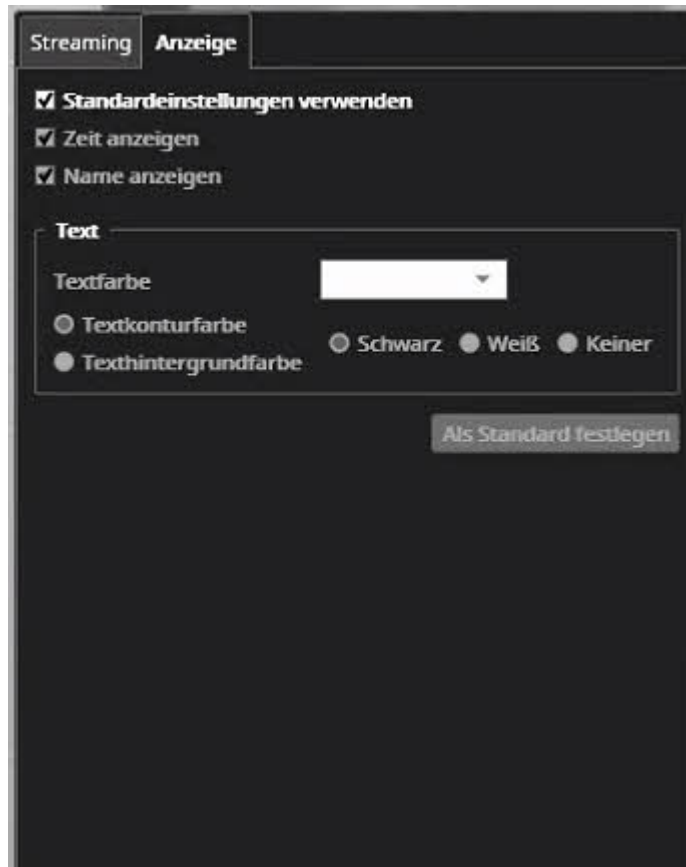 Streaming Anzeige
Standardeinstellungen verwenden
Zeit anzeigen
Name anzeigen
Text
Textfarbe
Textkonturfarbe
Schwarz Weiß Keiner
Texthintergrundfarbe
Als Standard festlegen